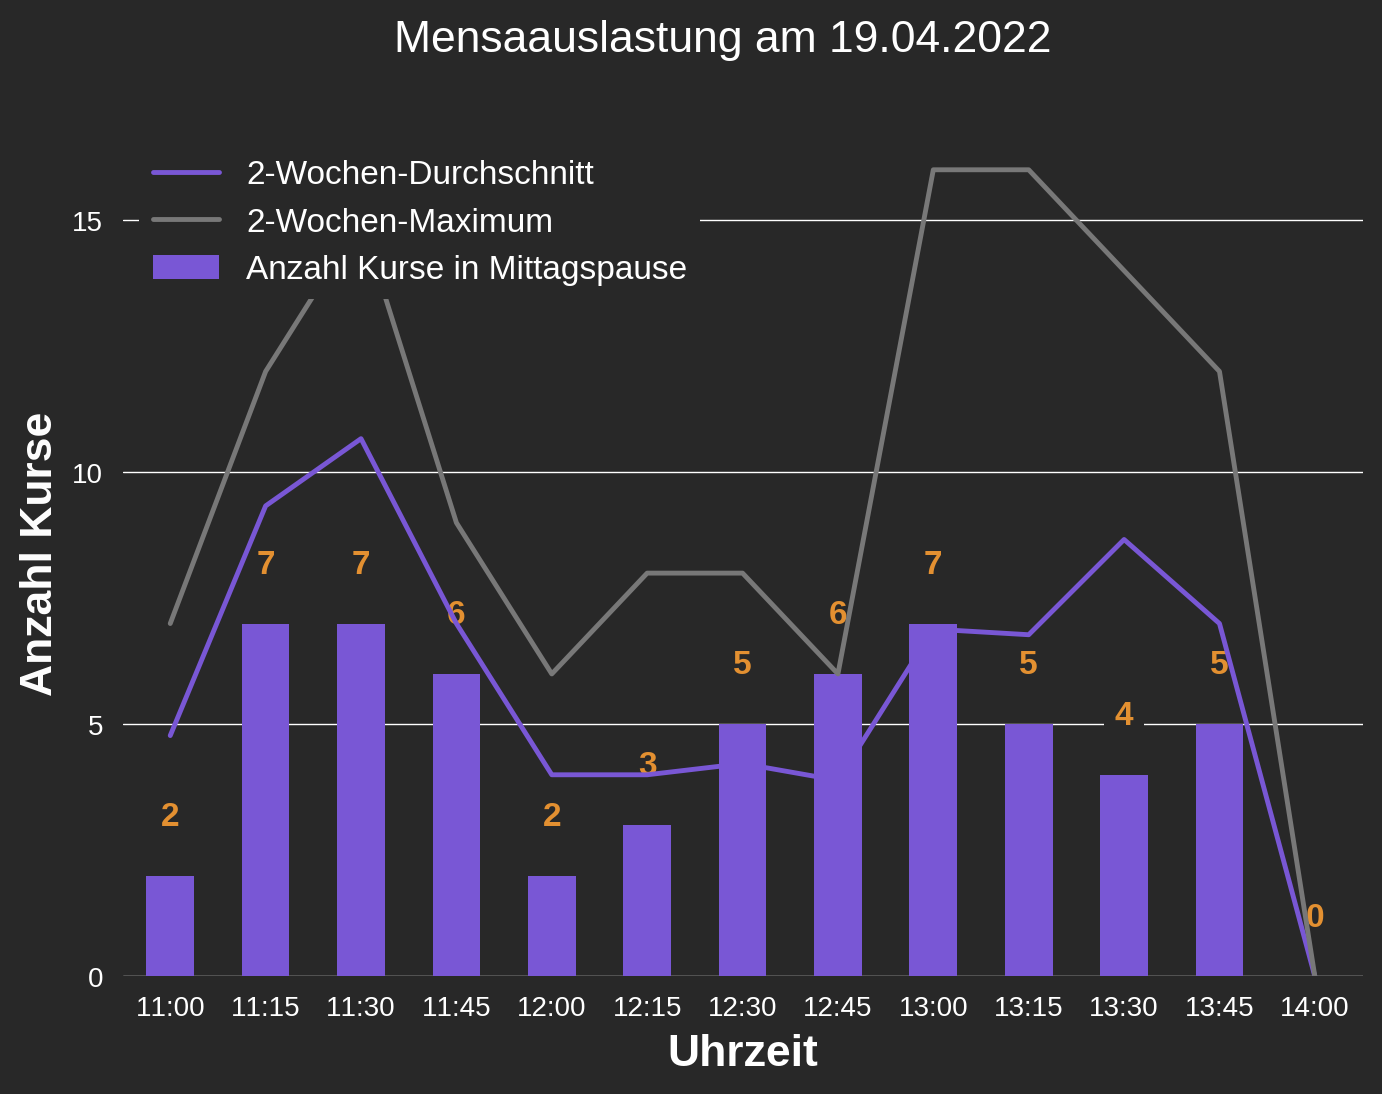 Mensaauslastung am 19.04.2022
2-Wochen-Durchschnitt
2-Wochen-Maximum
Anzahl Kurse in Mittagspause
Anzahl Kurse
15
10
5
0
2
7
7
6
2
3
5
6
7
5
4
5
0
11:00 11:15 11:30 11:45 12:00 12:15 12:30 12:45 13:00 13:15 13:30 13:45 14:00
Uhrzeit